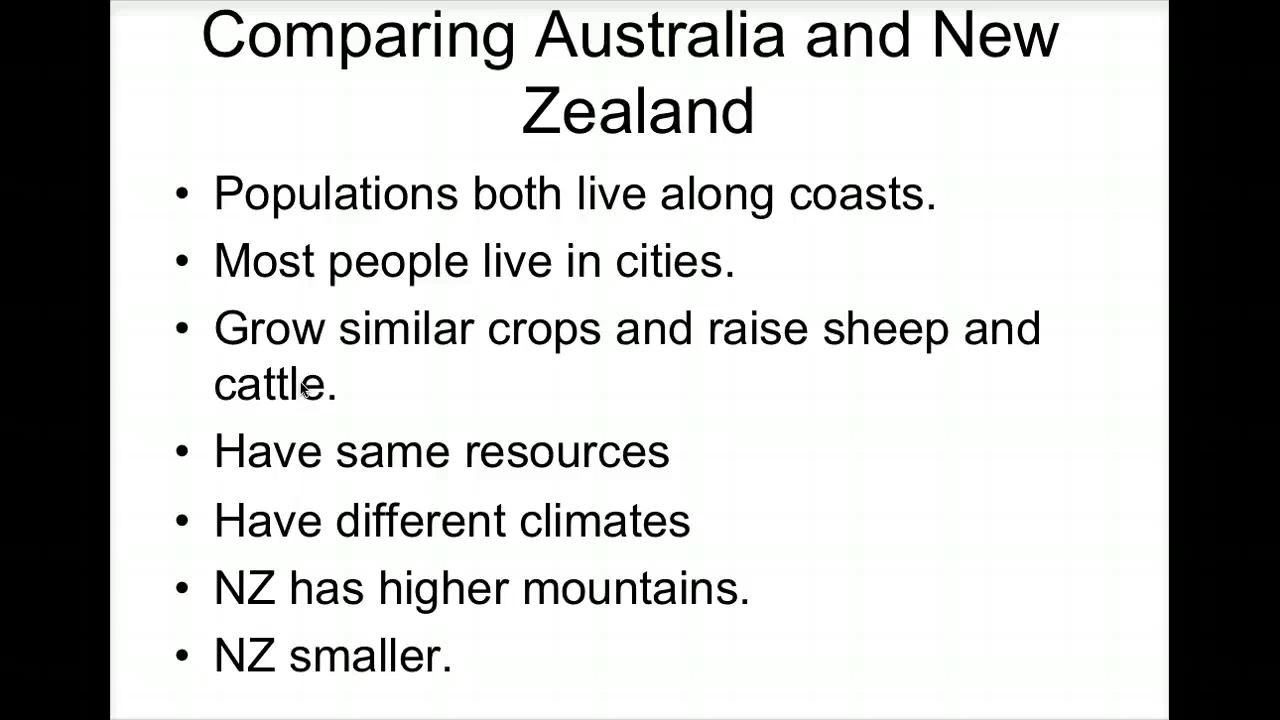 Comparing Australia and New
Zealand
• Populations both live along coasts.
• Most people live in cities.
• Grow similar crops and raise sheep and
cattle.
• Have same resources
• Have different climates
• NZ has higher mountains.
• NZ smaller.